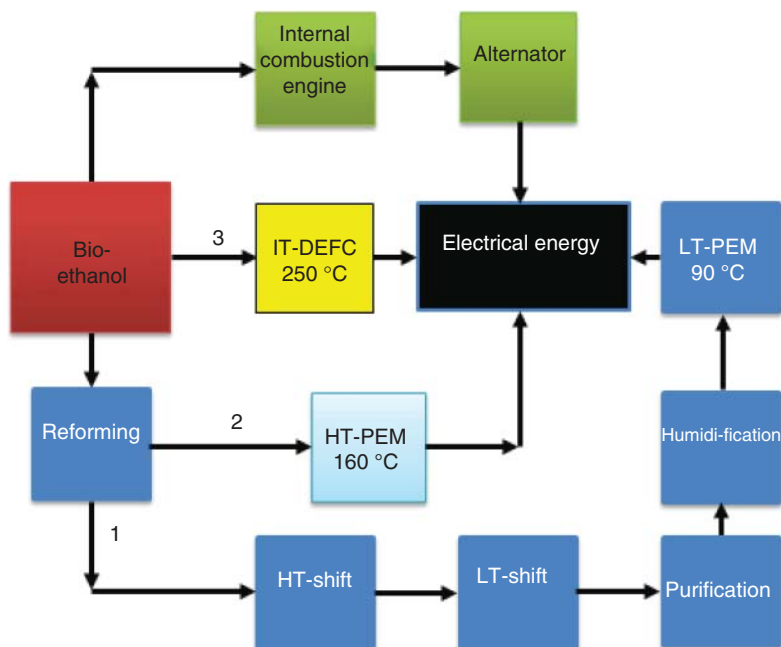 Internal
combustion
engine
Alternator
Bio-
ethanol
3
IT-DEFC
250 °C
Electrical energy
LT-PEM
90 °C
Reforming
2
HT-PEM
160 °C
Humidi-fication
1
HT-shift
LT-shift
Purification